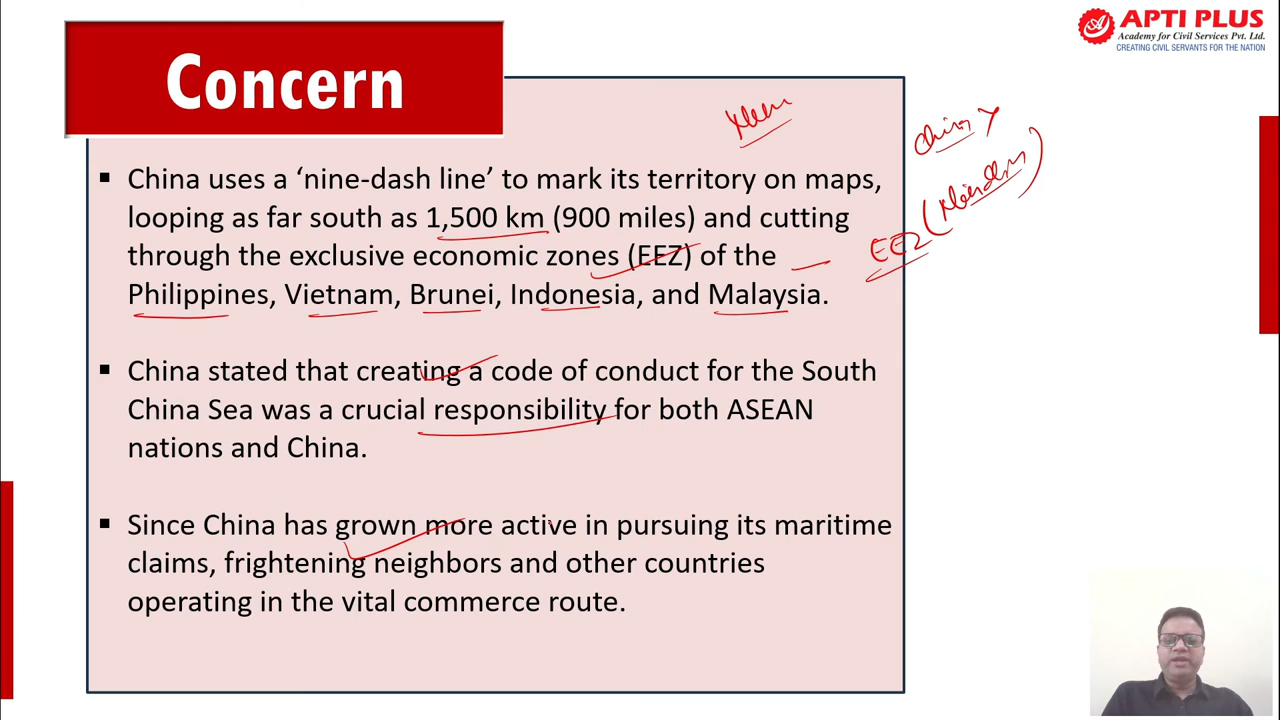 APTI PLUS
Academy for Civil Services Pvt. Ltd.
CREATING CIVIL SERVANTS FOR THE NATION
Concern
▪ China uses a ‘nine-dash line’ to mark its territory on maps,
looping as far south as 1,500 km (900 miles) and cutting
through the exclusive economic zones (EEZ) of the
Philippines, Vietnam, Brunei, Indonesia, and Malaysia.
▪ China stated that creating a code of conduct for the South
China Sea was a crucial responsibility for both ASEAN
nations and China.
▪ Since China has grown more active in pursuing its maritime
claims, frightening neighbors and other countries
operating in the vital commerce route.
China
EEZ